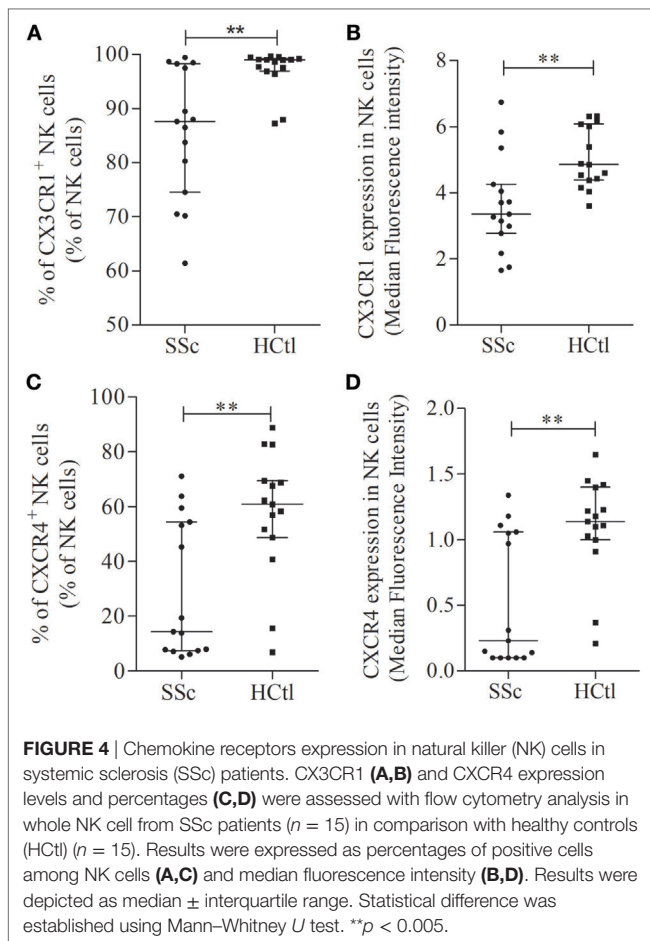 A
**
% of CX3CR1+ NK cells
(% of NK cells)
100
90
80
70
60
50
SSc
HCtl
B
**
CX3CR1 expression in NK cells
(Median Fluorescence intensity)
8
6
4
2
0
SSc
HCtl
C
**
% of CXCR4+ NK cells
(% of NK cells)
100
80
60
40
20
0
SSc
HCtl
D
**
CXCR4 expression in NK cells
(Median Fluorescence Intensity)
2.0
1.5
1.0
0.5
0.0
SSc
HCtl
FIGURE 4 | Chemokine receptors expression in natural killer (NK) cells in
systemic sclerosis (SSc) patients. CX3CR1 (A,B) and CXCR4 expression
levels and percentages (C,D) were assessed with flow cytometry analysis in
whole NK cell from SSc patients (n = 15) in comparison with healthy controls
(HCtl) (n = 15). Results were expressed as percentages of positive cells
among NK cells (A,C) and median fluorescence intensity (B,D). Results were
depicted as median ± interquartile range. Statistical difference was
established using Mann–Whitney U test. **p < 0.005.